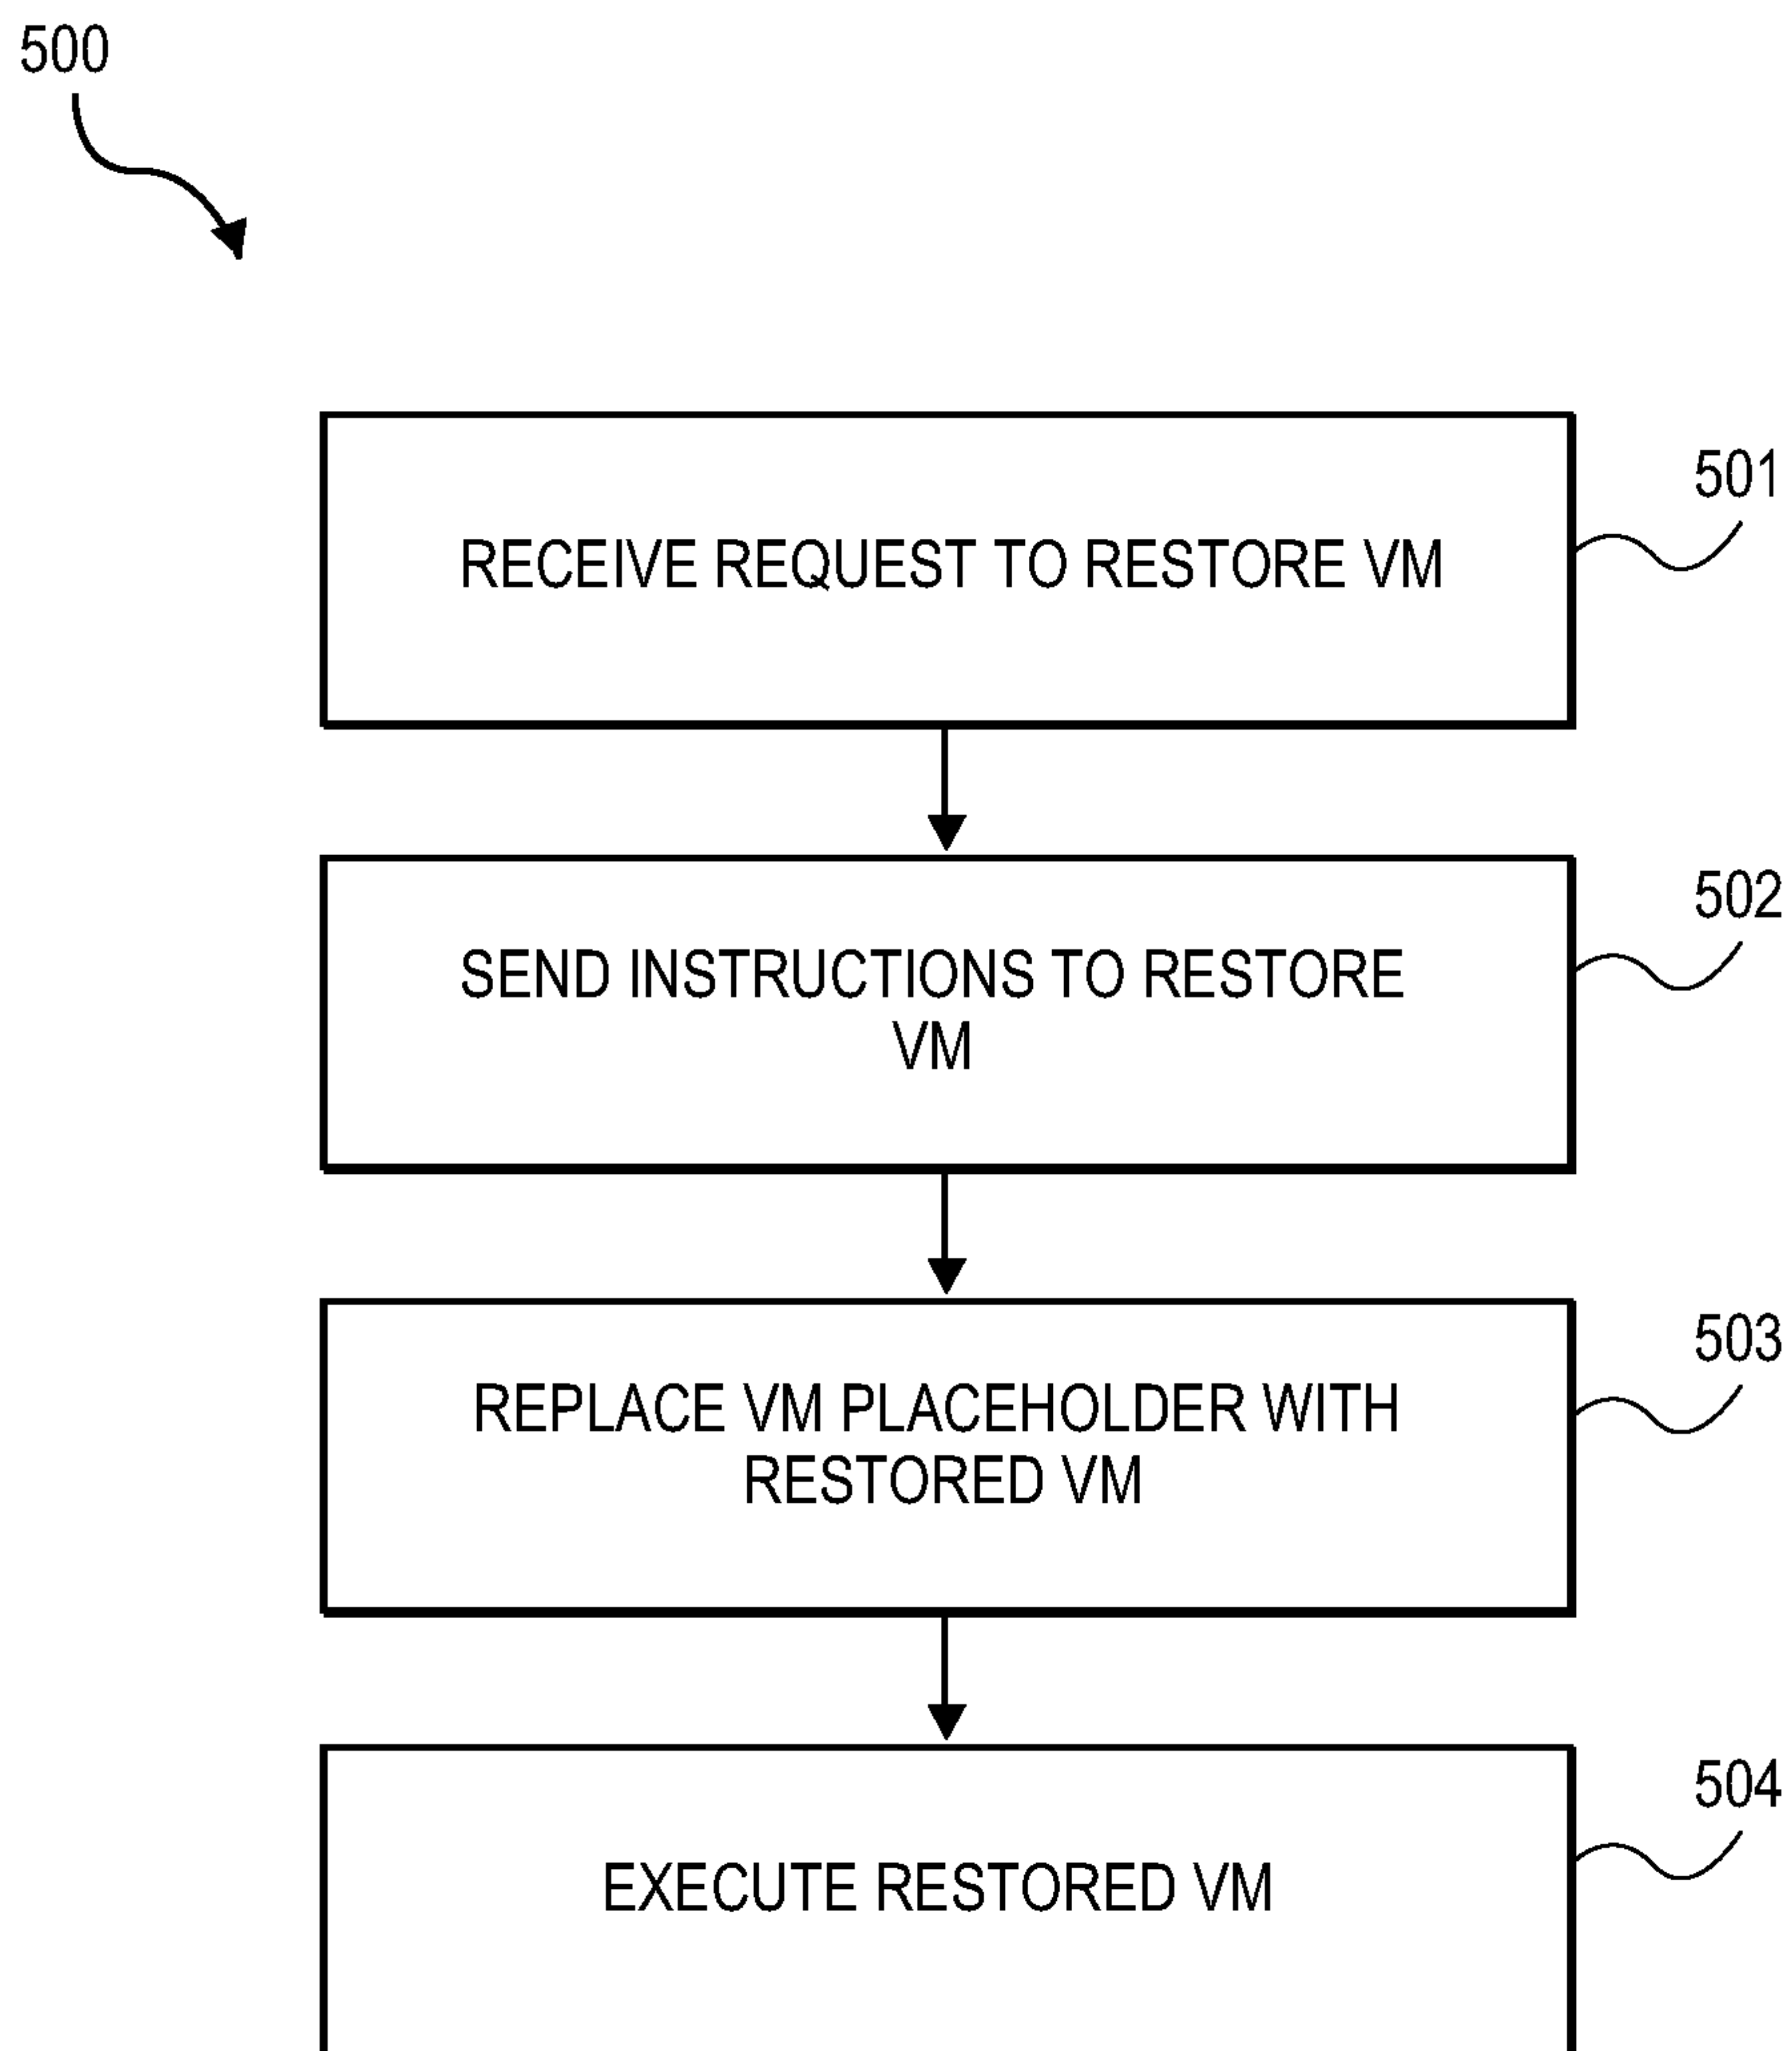 500
RECEIVE REQUEST TO RESTORE VM
501
SEND INSTRUCTIONS TO RESTORE
VM
502
REPLACE VM PLACEHOLDER WITH
RESTORED VM
503
EXECUTE RESTORED VM
504